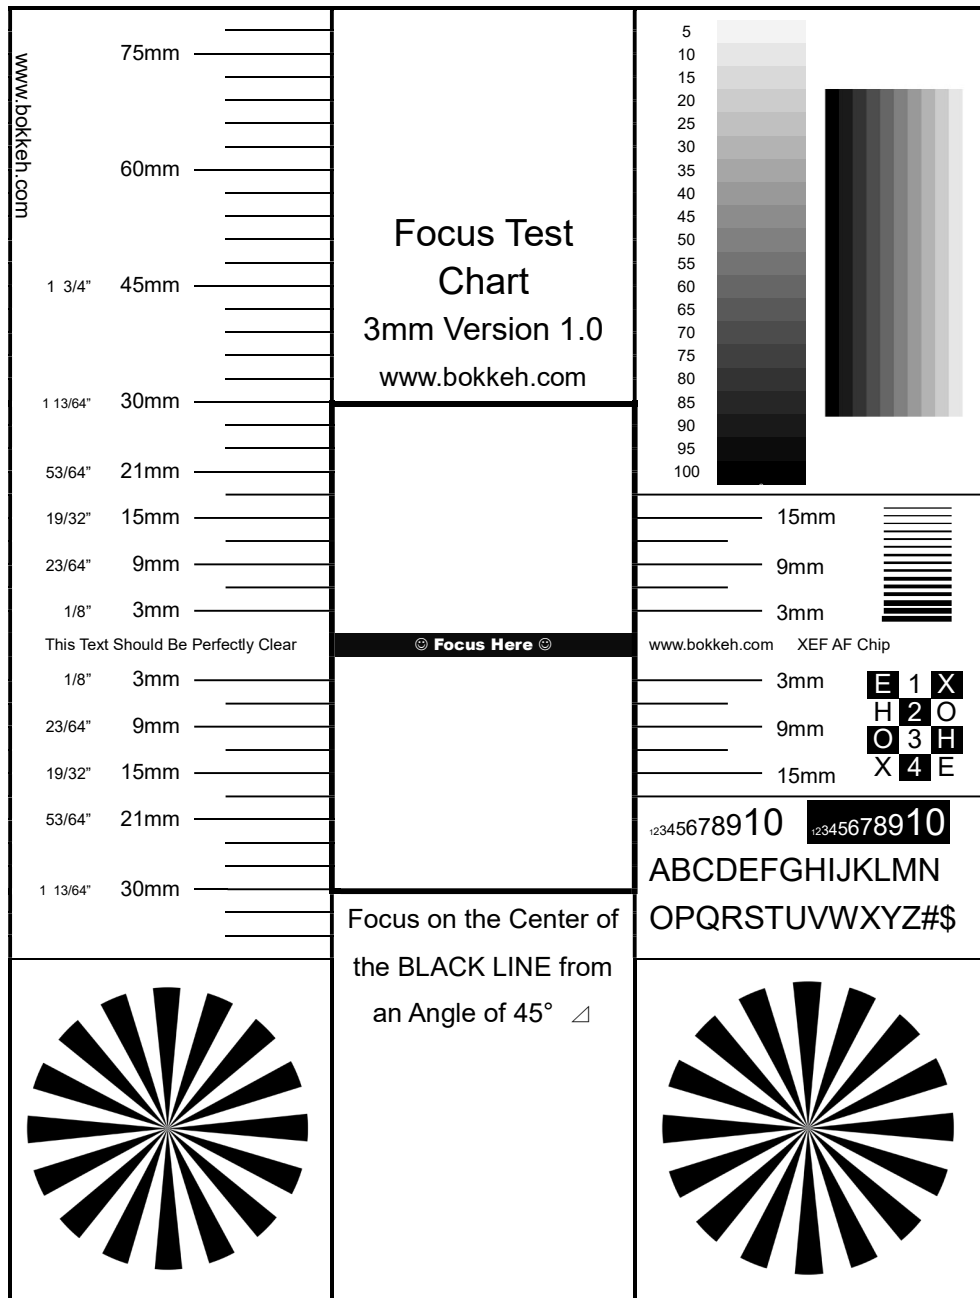 www.bokkeh.com
75mm
60mm
1 3/4” 45mm
1 13/64” 30mm
53/64” 21mm
19/32” 15mm
23/64” 9mm
1/8” 3mm
This Text Should Be Perfectly Clear
1/8” 3mm
23/64” 9mm
19/32” 15mm
53/64” 21mm
1 13/64” 30mm
Focus Test
Chart
3mm Version 1.0
www.bokkeh.com
☺ Focus Here ☺
Focus on the Center of
the BLACK LINE from
an Angle of 45° ⊿
5
10
15
20
25
30
35
40
45
50
55
60
65
70
75
80
85
90
95
100
15mm
9mm
3mm
www.bokkeh.com XEF AF Chip
3mm
9mm
15mm
E 1 X
H 2 O
O 3 H
X 4 E
12345678910 12345678910
ABCDEFGHIJKLMN
OPQRSTUVWXYZ#$